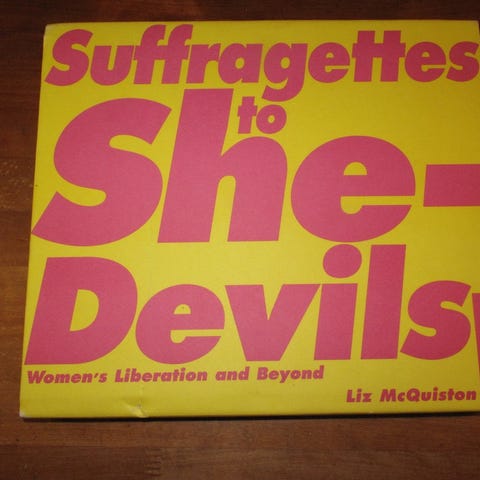 Suffragettes
to
She-
Devils
Women's Liberation and Beyond
Liz McQuiston